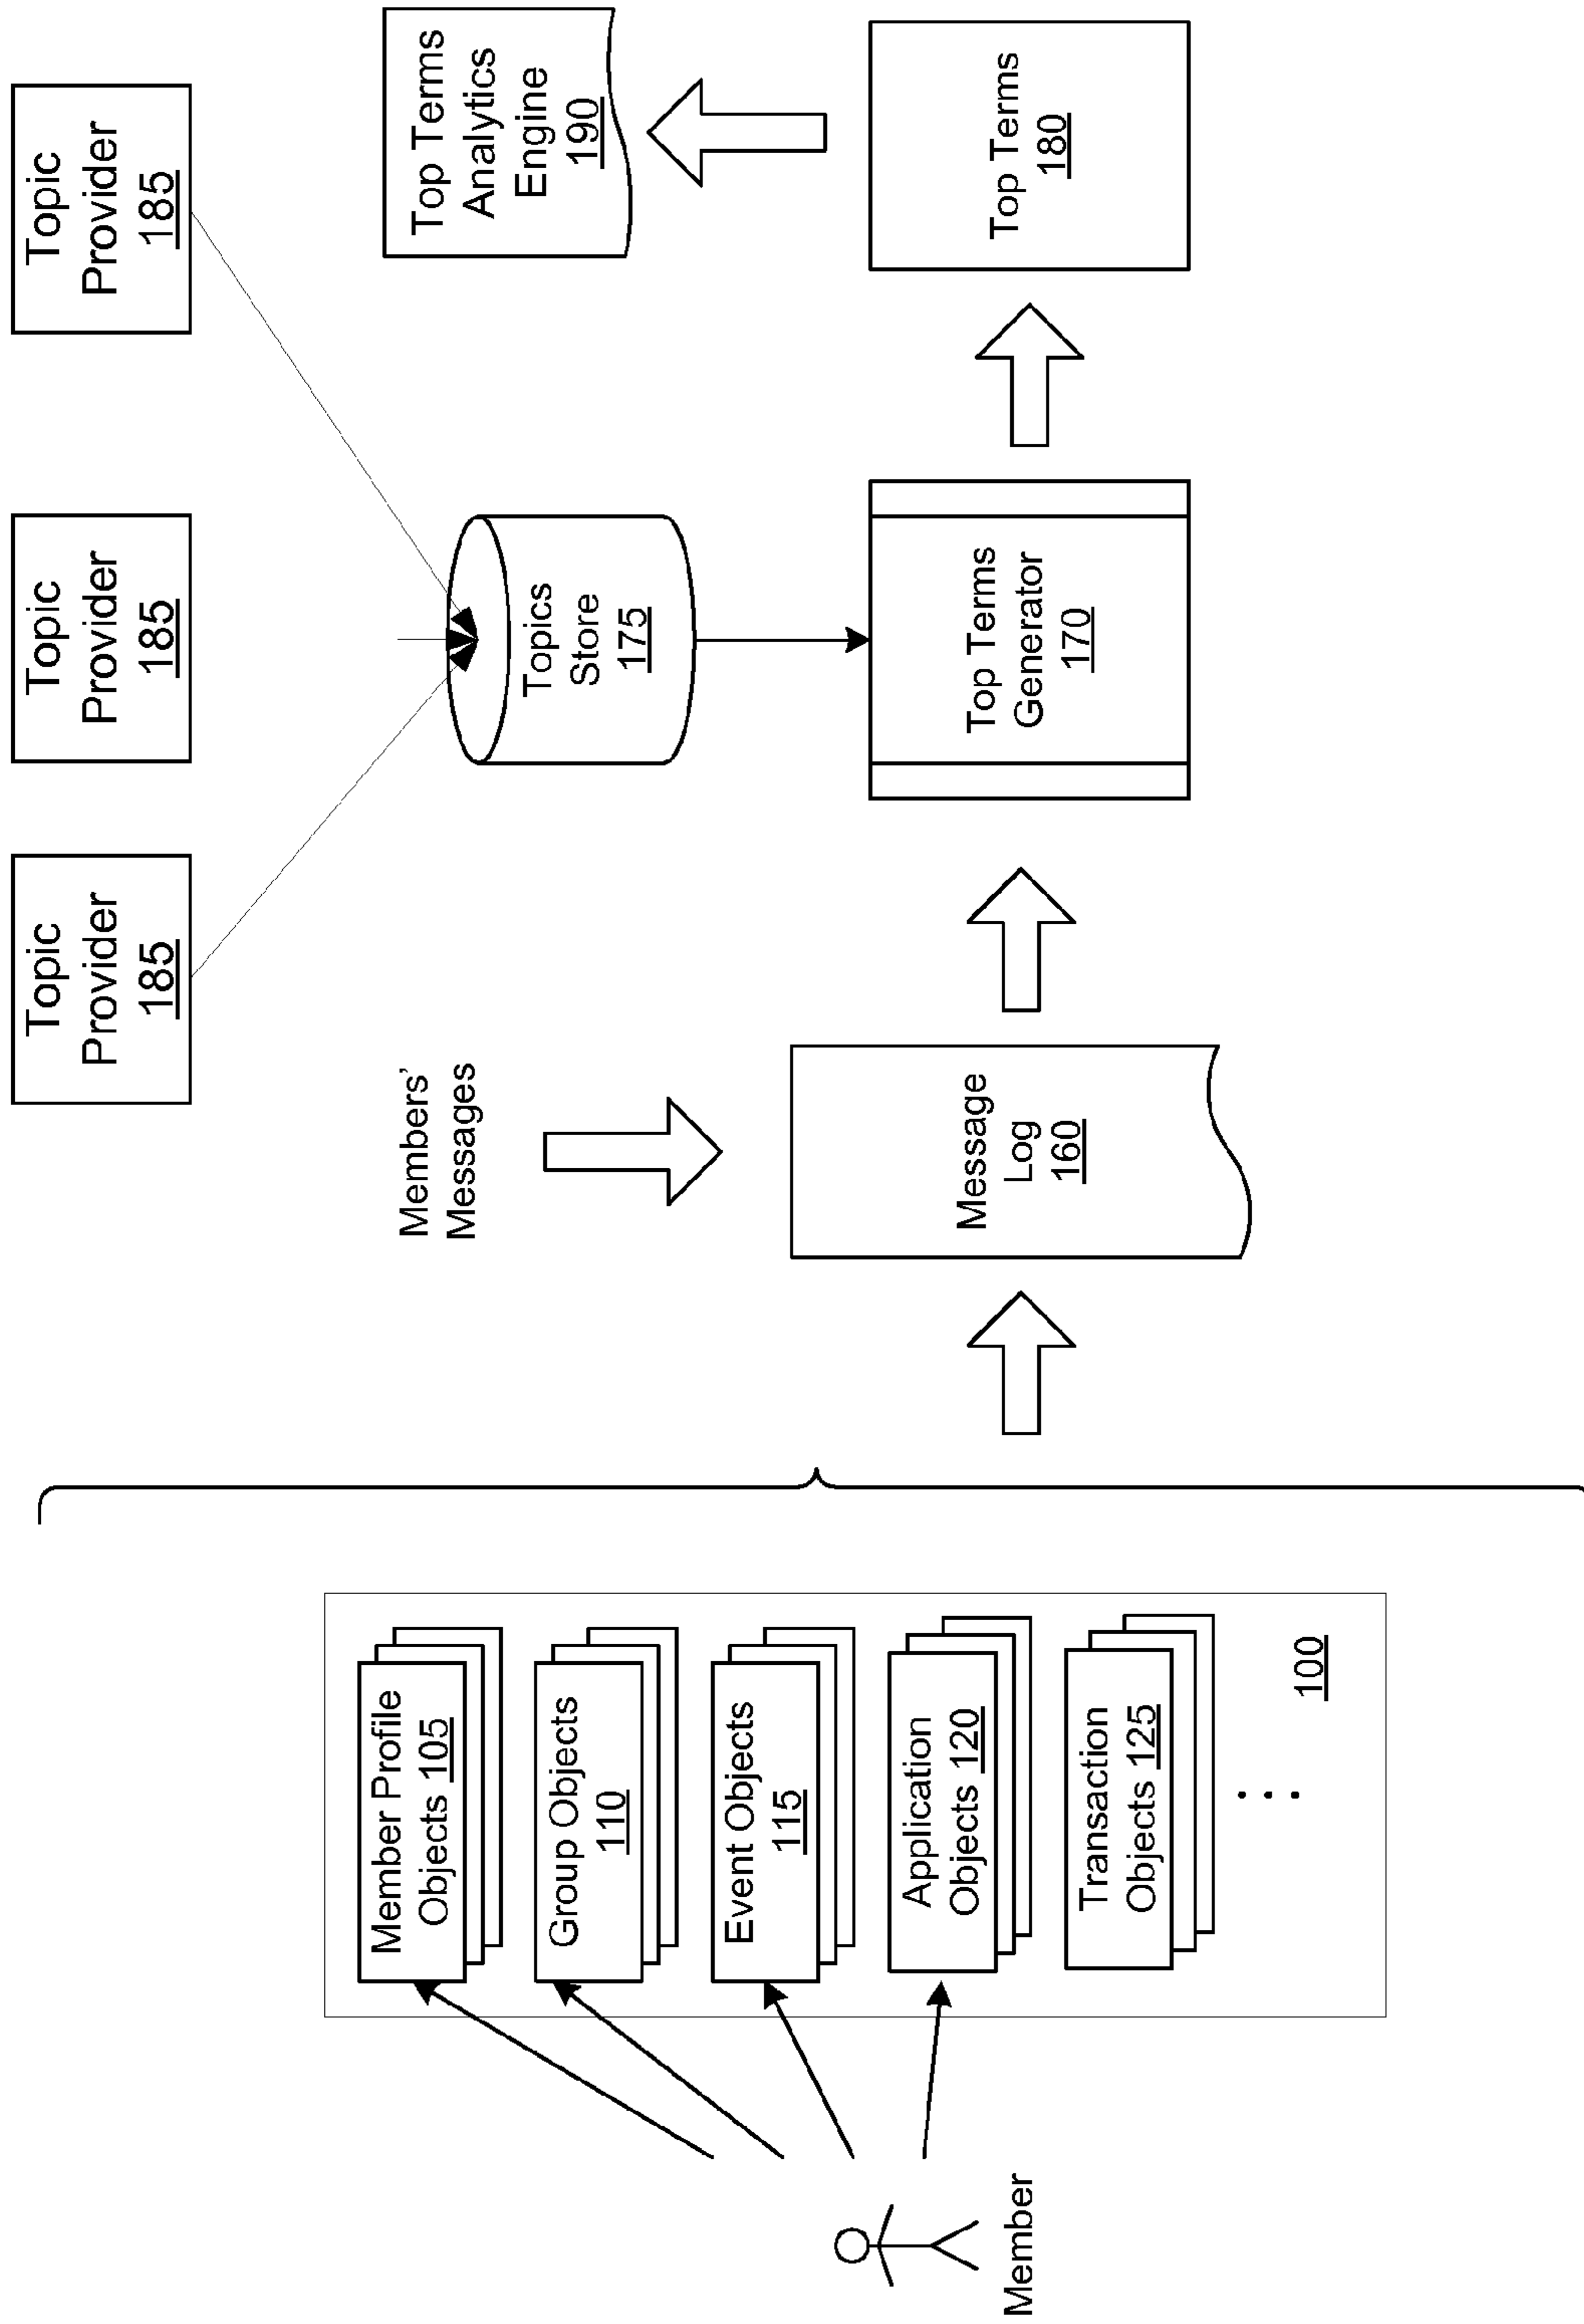 Member
Member Profile
Objects 105
Group Objects
110
Event Objects
115
Application
Objects 120
Transaction
Objects 125
. . .
100
Members’
Messages
Message
Log
160
Topic
Provider
185
Topic
Provider
185
Topic
Provider
185
Topics
Store
175
Top Terms
Generator
170
Top Terms
Analytics
Engine
190
Top Terms
180